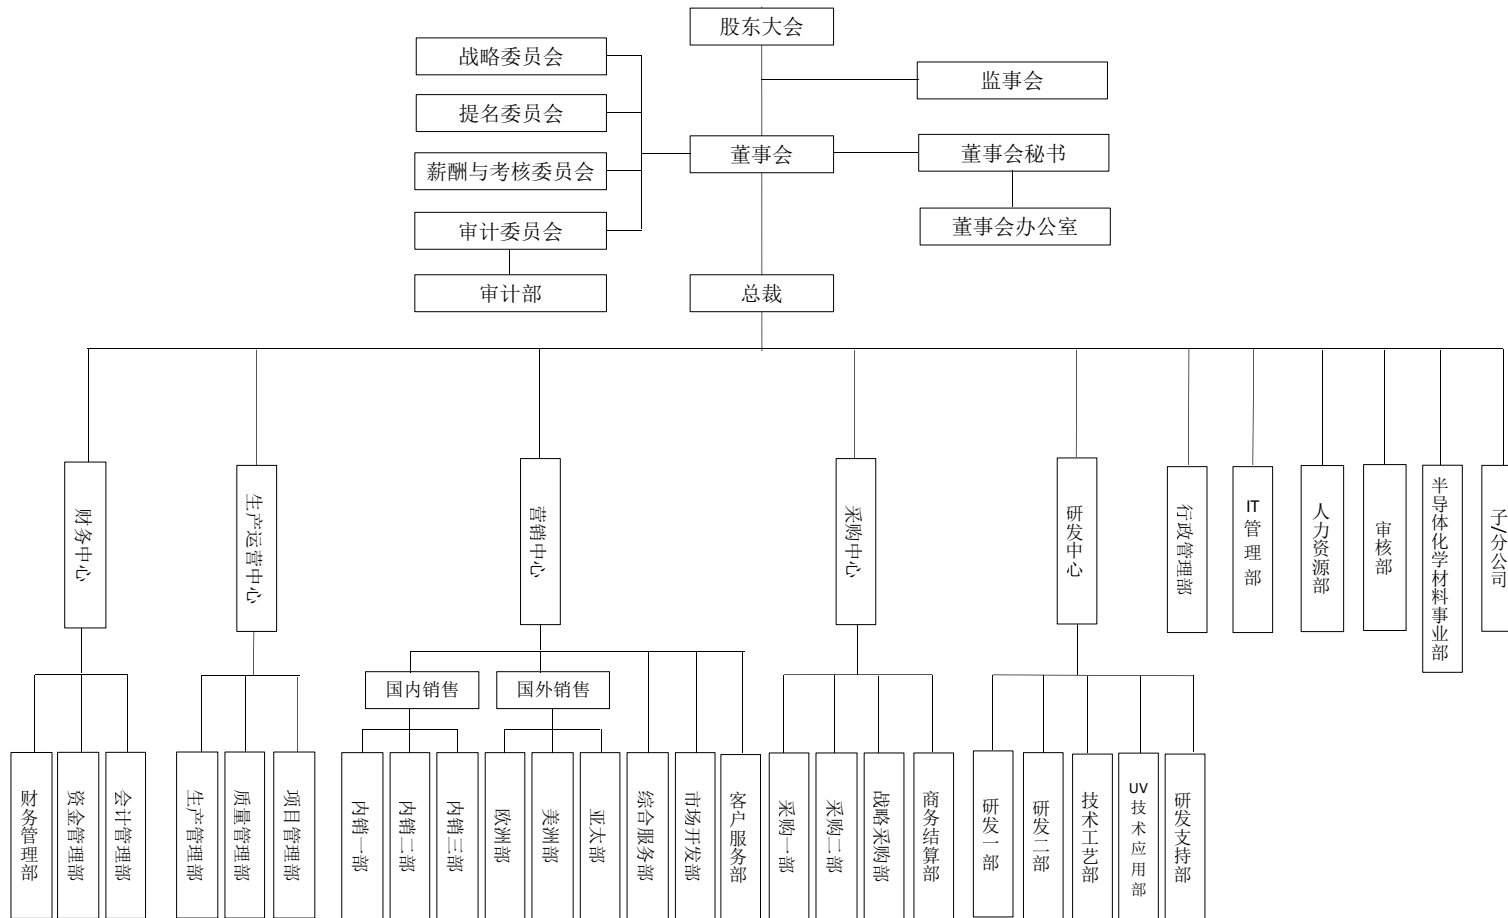 股东大会
战略委员会
监事会
提名委员会
董事会
董事会秘书
薪酬与考核委员会
审计委员会
董事会办公室
审计部
总裁
财务中心
生产运营中心
营销中心
采购中心
研发中心
行政管理部
IT
管
理
部
人力资源部
审核部
半导体化学材料事业部
子/分公司
国内销售
国外销售
财务管理部
资金管理部
会计管理部
生产管理部
质量管理部
项目管理部
内销一部
内销二部
内销三部
欧洲部
美洲部
亚太部
综合服务部
市场开发部
客户服务部
采购一部
采购二部
战略采购部
商务结算部
研发一部
研发二部
技术工艺部
UV
技
术
应
用
部
研发支持部